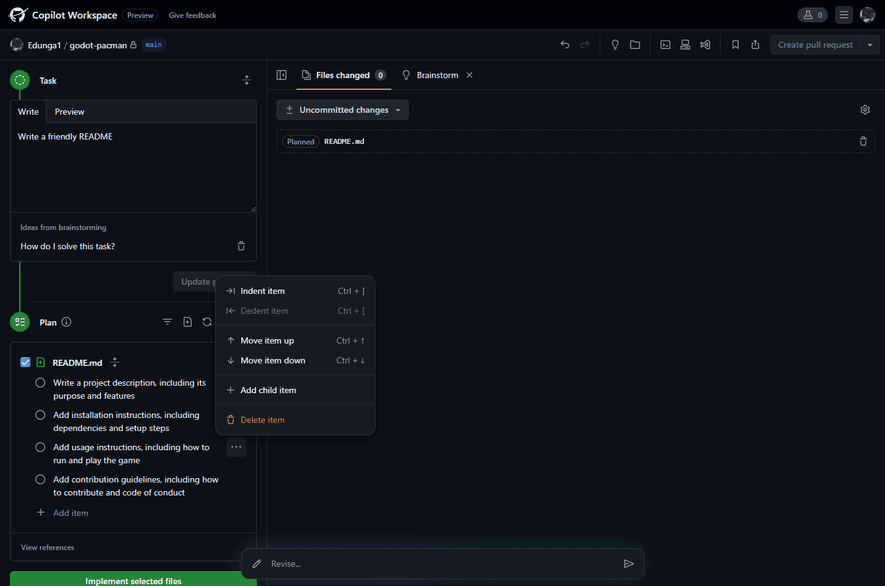 Copilot Workspace Preview Give feedback 0
Edunga1 / godot-pacman main Create pull request
Task
Write Preview
Write a friendly README
Ideas from brainstorming
How do I solve this task?
Update p
Plan
README.md
Write a project description, including its
purpose and features
Add installation instructions, including
dependencies and setup steps
Add usage instructions, including how to
run and play the game
Add contribution guidelines, including how
to contribute and code of conduct
Add item
View references
Implement selected files
Indent item Ctrl + ]
Dedent item Ctrl + [
Move item up Ctrl + ↑
Move item down Ctrl + ↓
Add child item
Delete item
Files changed 0 Brainstorm
Uncommitted changes
Planned README.md
Revise...